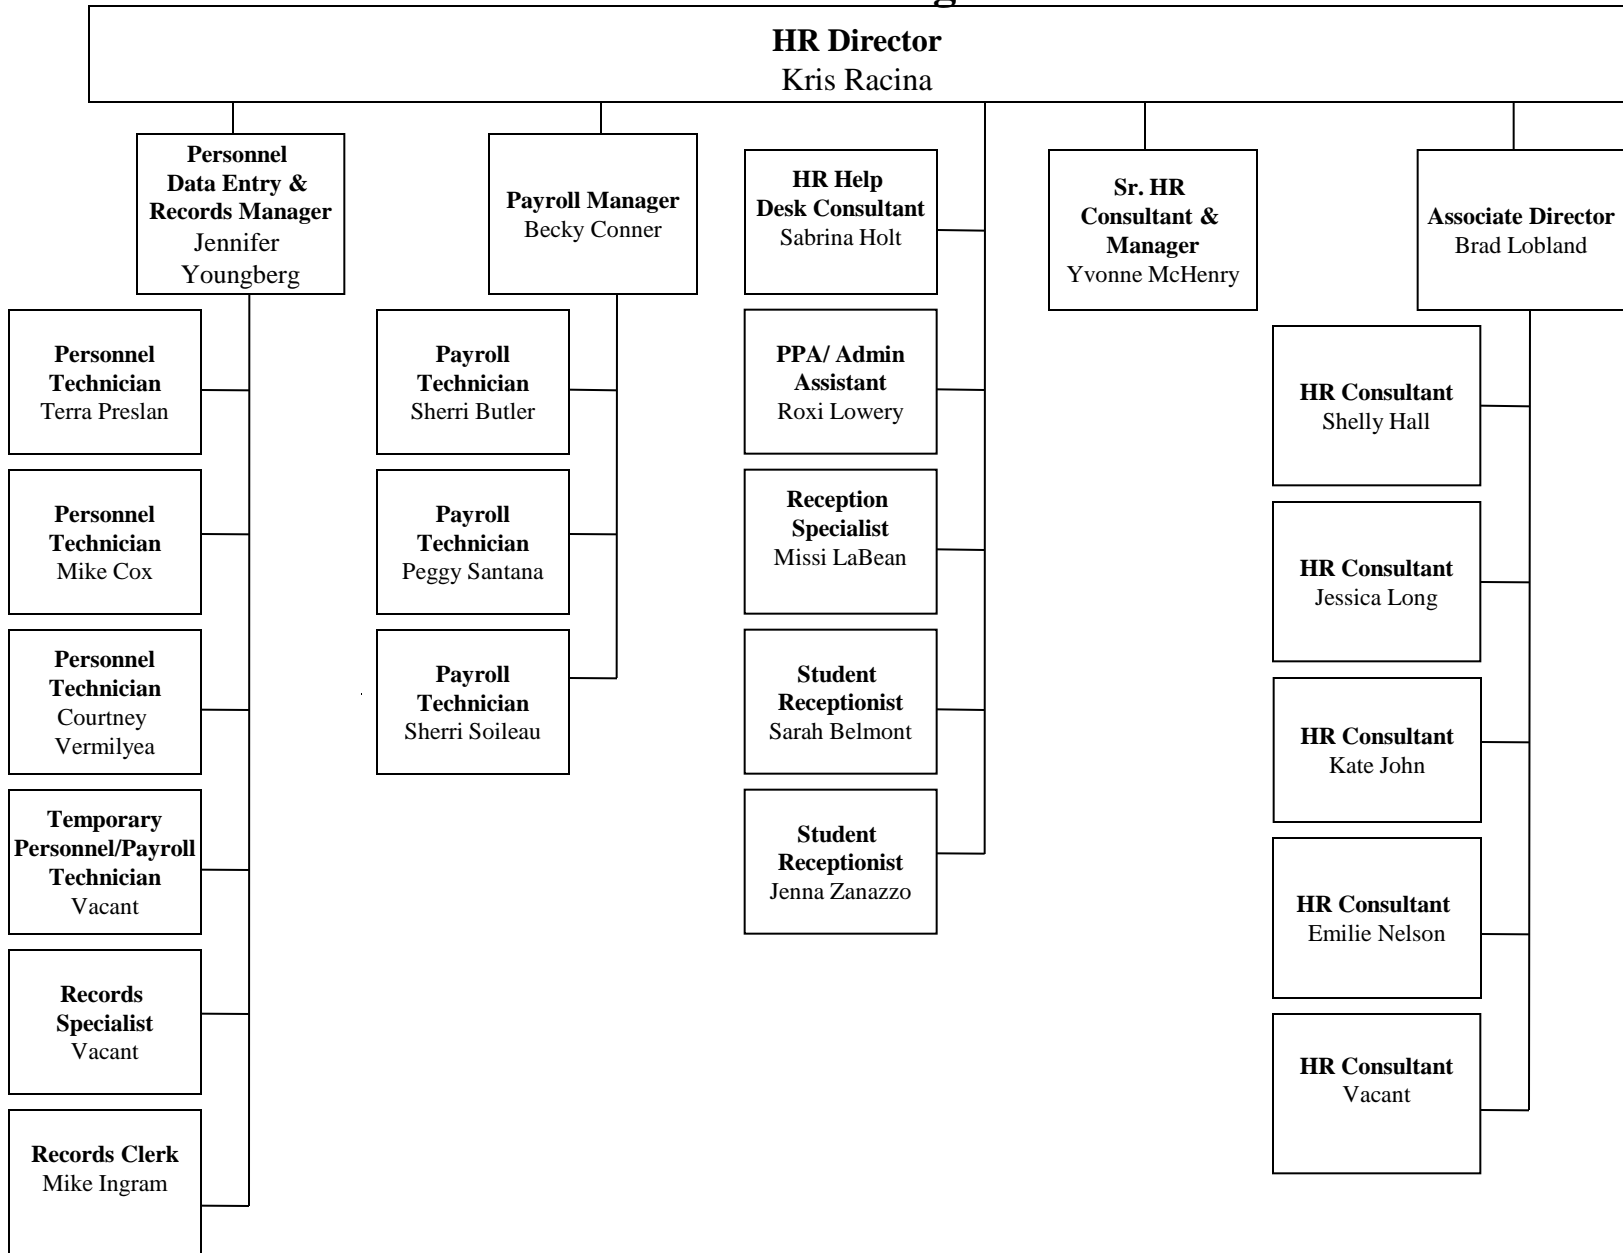 HR Director
Kris Racina
Personnel
Data Entry &
Records Manager
Jennifer
Youngberg
Payroll Manager
Becky Conner
HR Help
Desk Consultant
Sabrina Holt
Sr. HR
Consultant &
Manager
Yvonne McHenry
Associate Director
Brad Lobland
Personnel
Technician
Terra Preslan
Personnel
Technician
Mike Cox
Personnel
Technician
Courtney
Vermilyea
Temporary
Personnel/Payroll
Technician
Vacant
Records
Specialist
Vacant
Records Clerk
Mike Ingram
Payroll
Technician
Sherri Butler
Payroll
Technician
Peggy Santana
Payroll
Technician
Sherri Soileau
PPA/ Admin
Assistant
Roxi Lowery
Reception
Specialist
Missi LaBean
Student
Receptionist
Sarah Belmont
Student
Receptionist
Jenna Zanazzo
HR Consultant
Shelly Hall
HR Consultant
Jessica Long
HR Consultant
Kate John
HR Consultant
Emilie Nelson
HR Consultant
Vacant